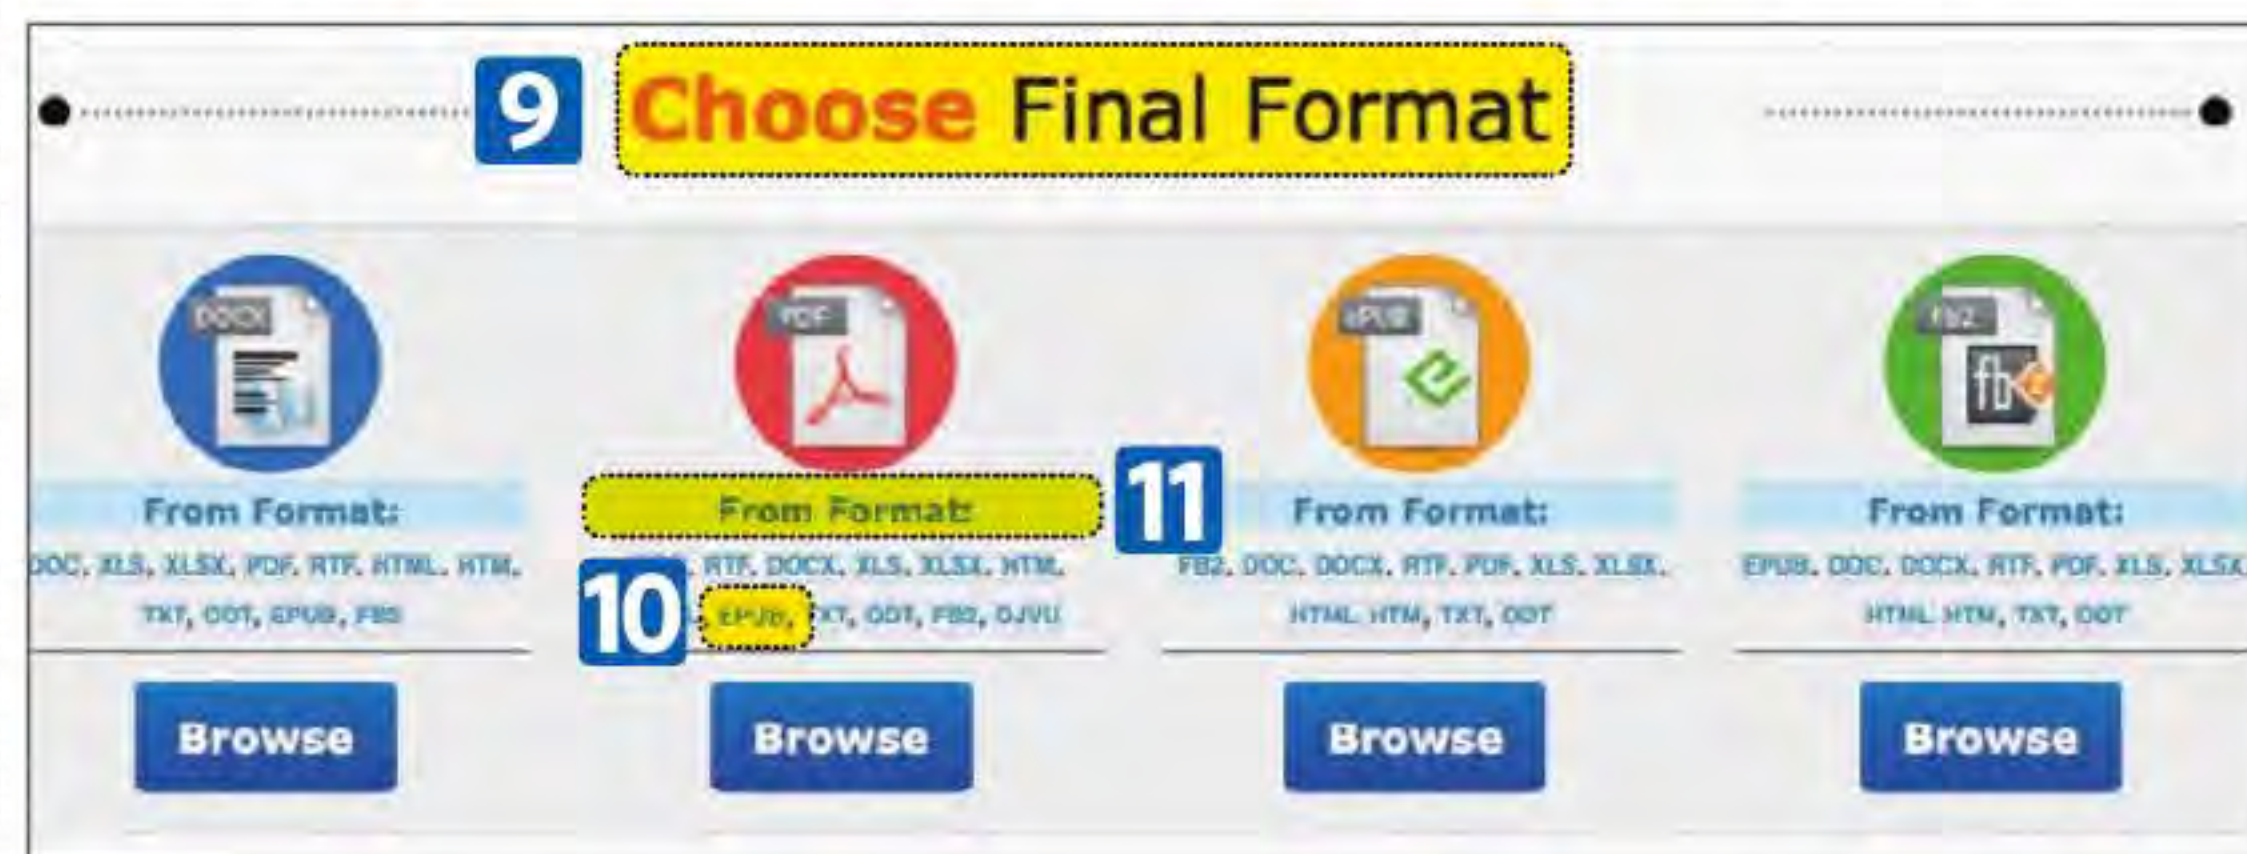 9 Choose Final Format
DOCX
PDF
ePUB
fb2
fb2
From Format:
From Format:
11
From Format:
From Format:
DOC, XLS, XLSX, PDF, RTF, HTML, HTM,
TXT, ODT, EPUB, FB2
RTF, DOCX, XLS, XLSX, HTM,
10 EPUB, ODT, FB2, DJVU
FB2, DOC, DOCX, RTF, PDF, XLS, XLSX,
HTML HTM, TXT, ODT
EPUB, DOC, DOCX, RTF, PDF, XLS, XLSX
HTML HTM, TXT, ODT
Browse
Browse
Browse
Browse